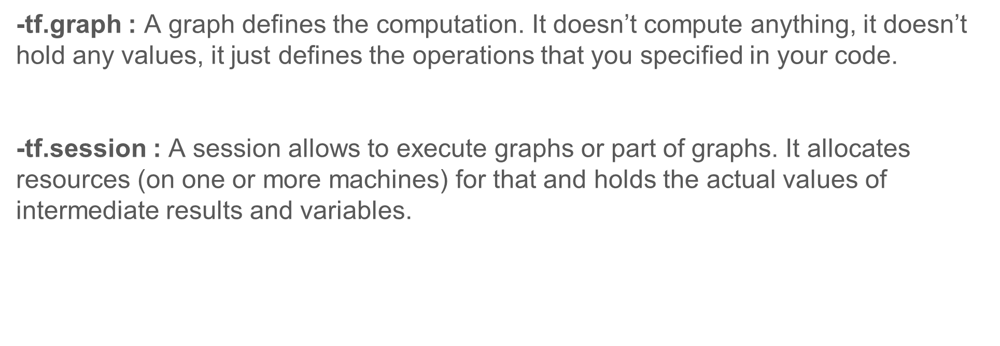 -tf.graph : A graph defines the computation. It doesn’t compute anything, it doesn’t
hold any values, it just defines the operations that you specified in your code.
-tf.session : A session allows to execute graphs or part of graphs. It allocates
resources (on one or more machines) for that and holds the actual values of
intermediate results and variables.